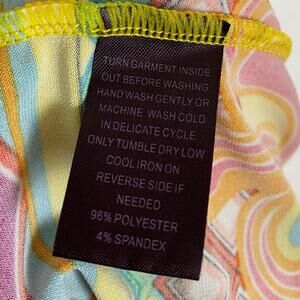 TURN GARMENT INSIDE
OUT BEFORE WASHING
HAND WASH GENTLY OR
MACHINE WASH COLD
IN DELICATE CYCLE
ONLY TUMBLE DRY LOW
COOL IRON ON
REVERSE SIDE IF
NEEDED
96% POLYESTER
4% SPANDEX